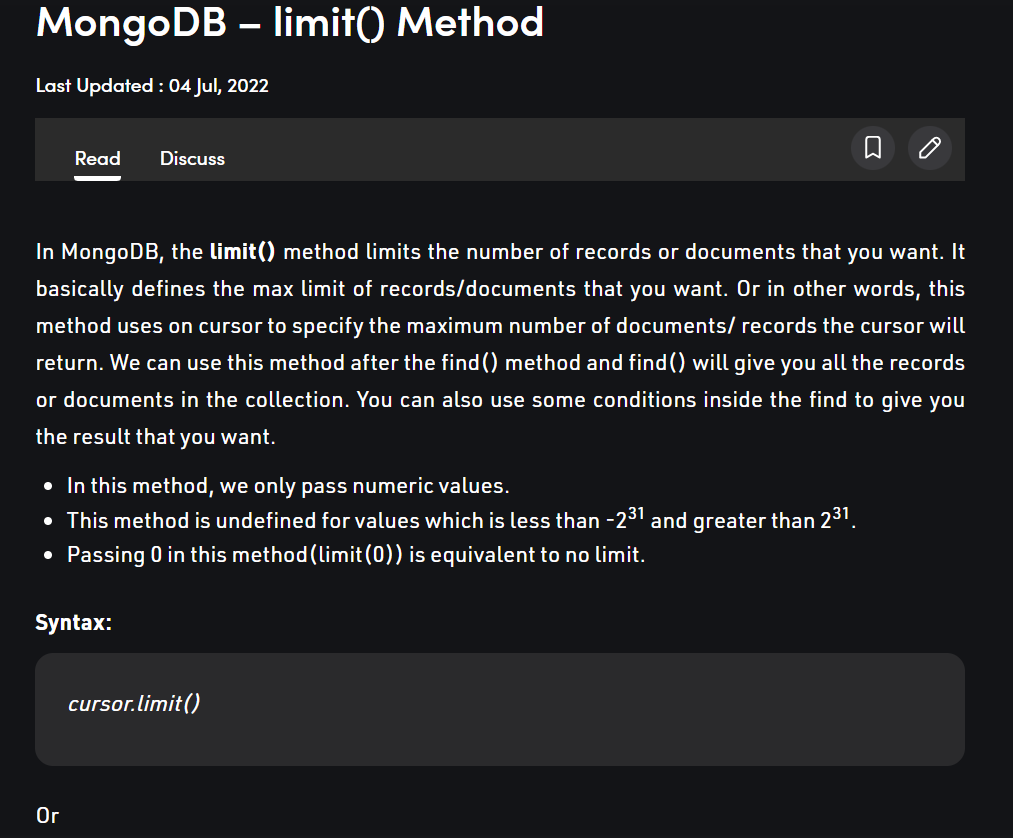 MongoDB – limit() Method
Last Updated : 04 Jul, 2022
Read Discuss
In MongoDB, the limit() method limits the number of records or documents that you want. It
basically defines the max limit of records/documents that you want. Or in other words, this
method uses on cursor to specify the maximum number of documents/ records the cursor will
return. We can use this method after the find() method and find() will give you all the records
or documents in the collection. You can also use some conditions inside the find to give you
the result that you want.
• In this method, we only pass numeric values.
• This method is undefined for values which is less than -2³¹ and greater than 2³¹.
• Passing 0 in this method(limit(0)) is equivalent to no limit.
Syntax:
cursor.limit()
Or